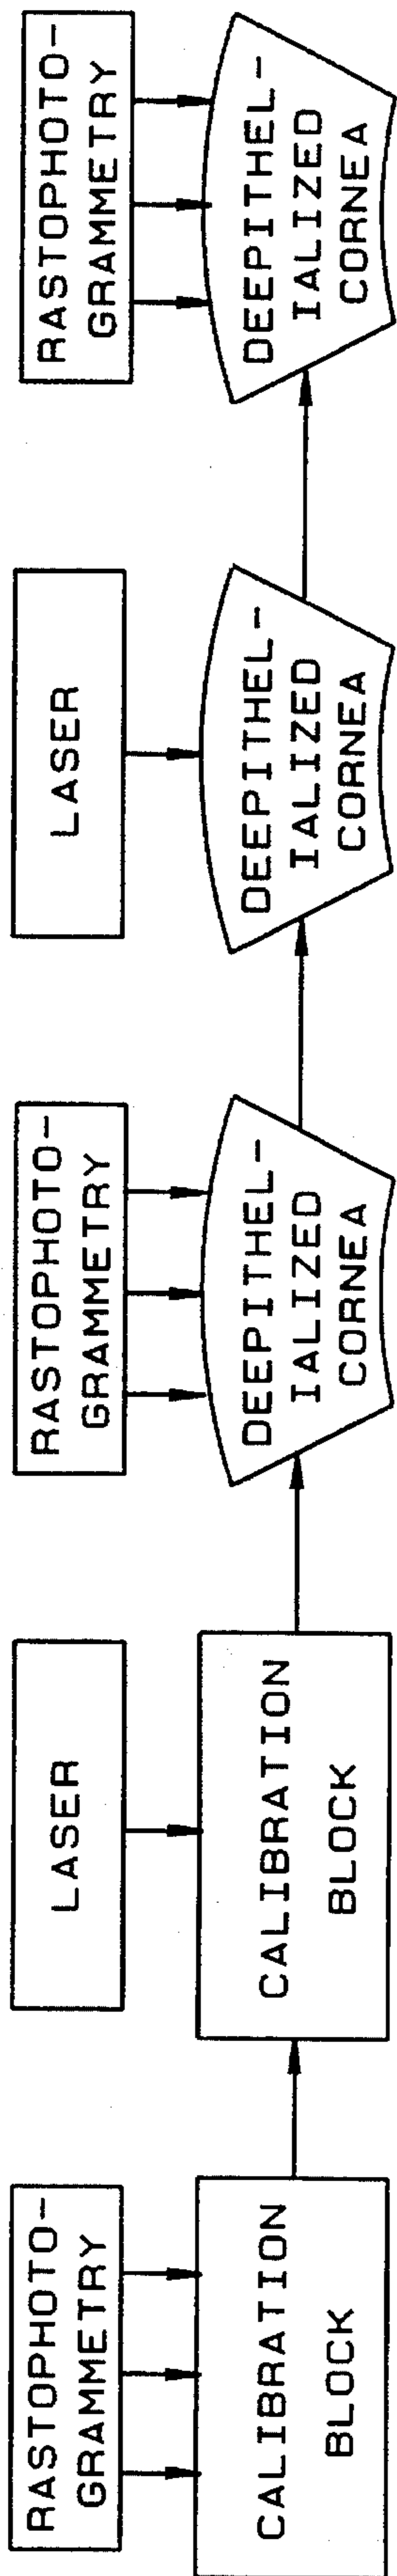 RASTOPHOTO-
GRAMMETRY
CALIBRATION
BLOCK
LASER
CALIBRATION
BLOCK
RASTOPHOTO-
GRAMMETRY
DEEPITHEL-
IALIZED
CORNEA
LASER
DEEPITHEL-
IALIZED
CORNEA
RASTOPHOTO-
GRAMMETRY
DEEPITHEL-
IALIZED
CORNEA